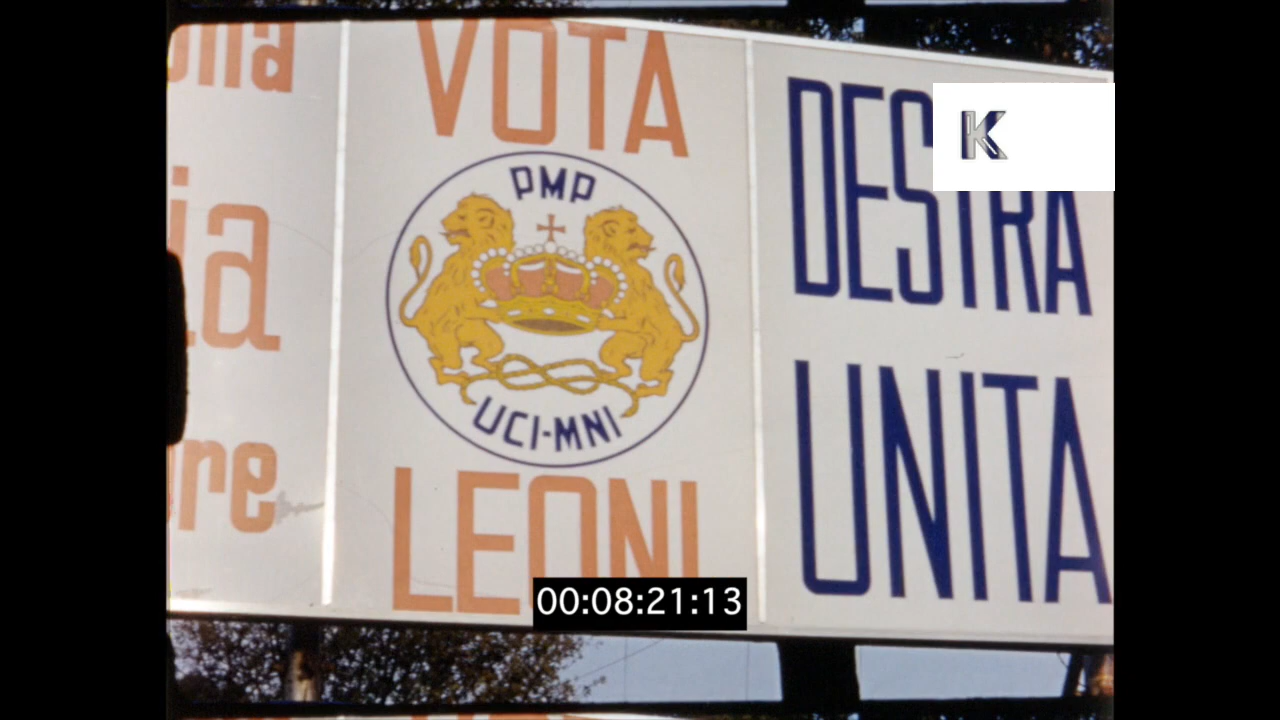 VOTA
PMP
UCI-MNI
LEONI
DESTRA
UNITA
K
00:08:21:13